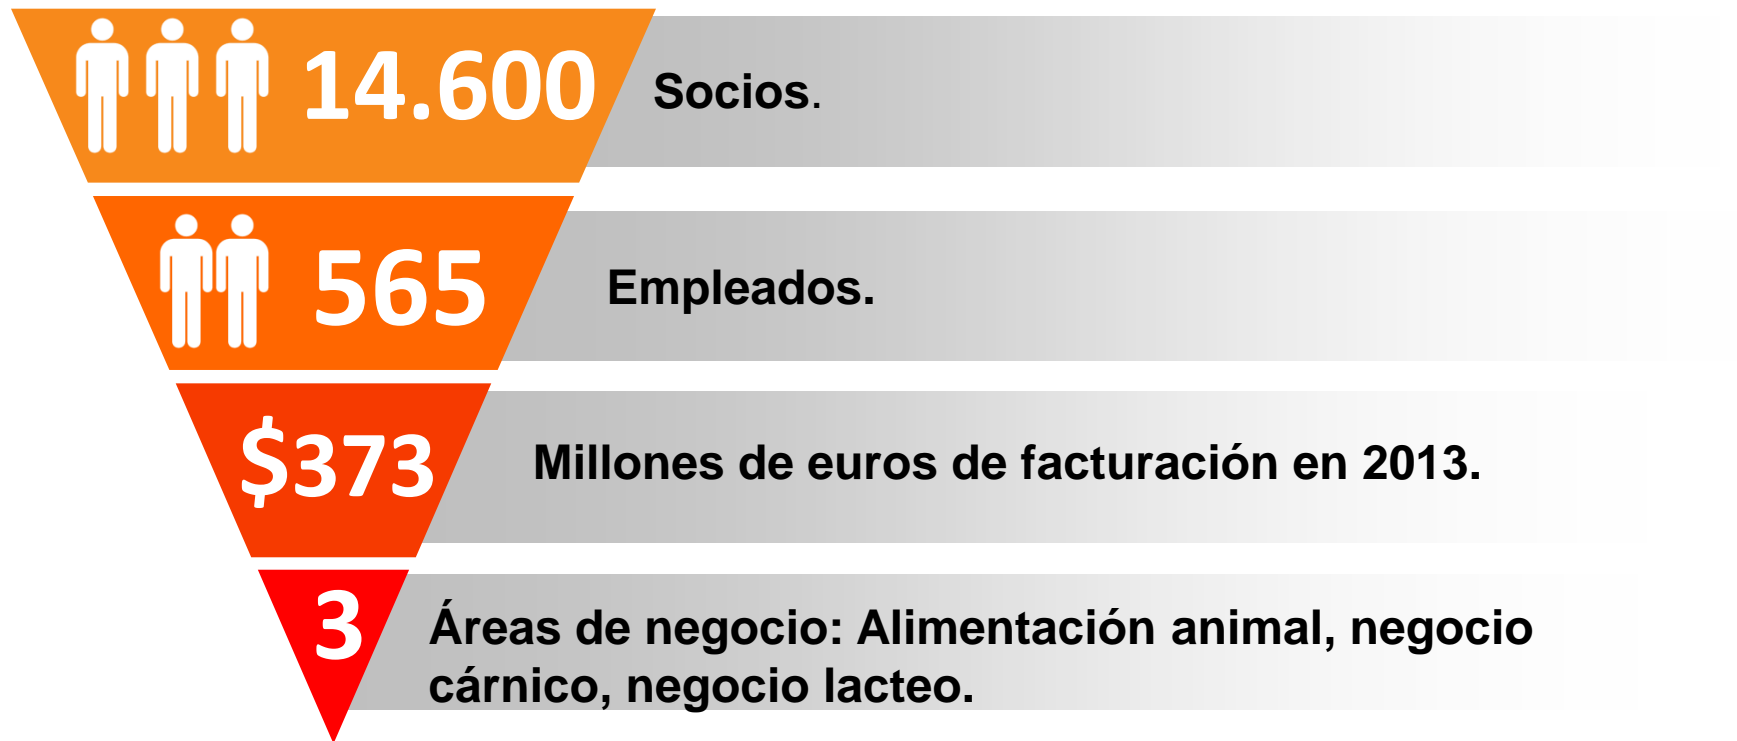 14.600 Socios.
565 Empleados.
$373 Millones de euros de facturación en 2013.
3 Áreas de negocio: Alimentación animal, negocio
cárnico, negocio lacteo.